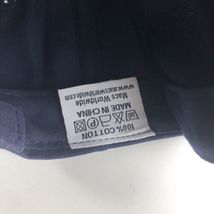 100% COTTON
MADE IN CHINA
Macs Worldwide
www.macsworldwide.com